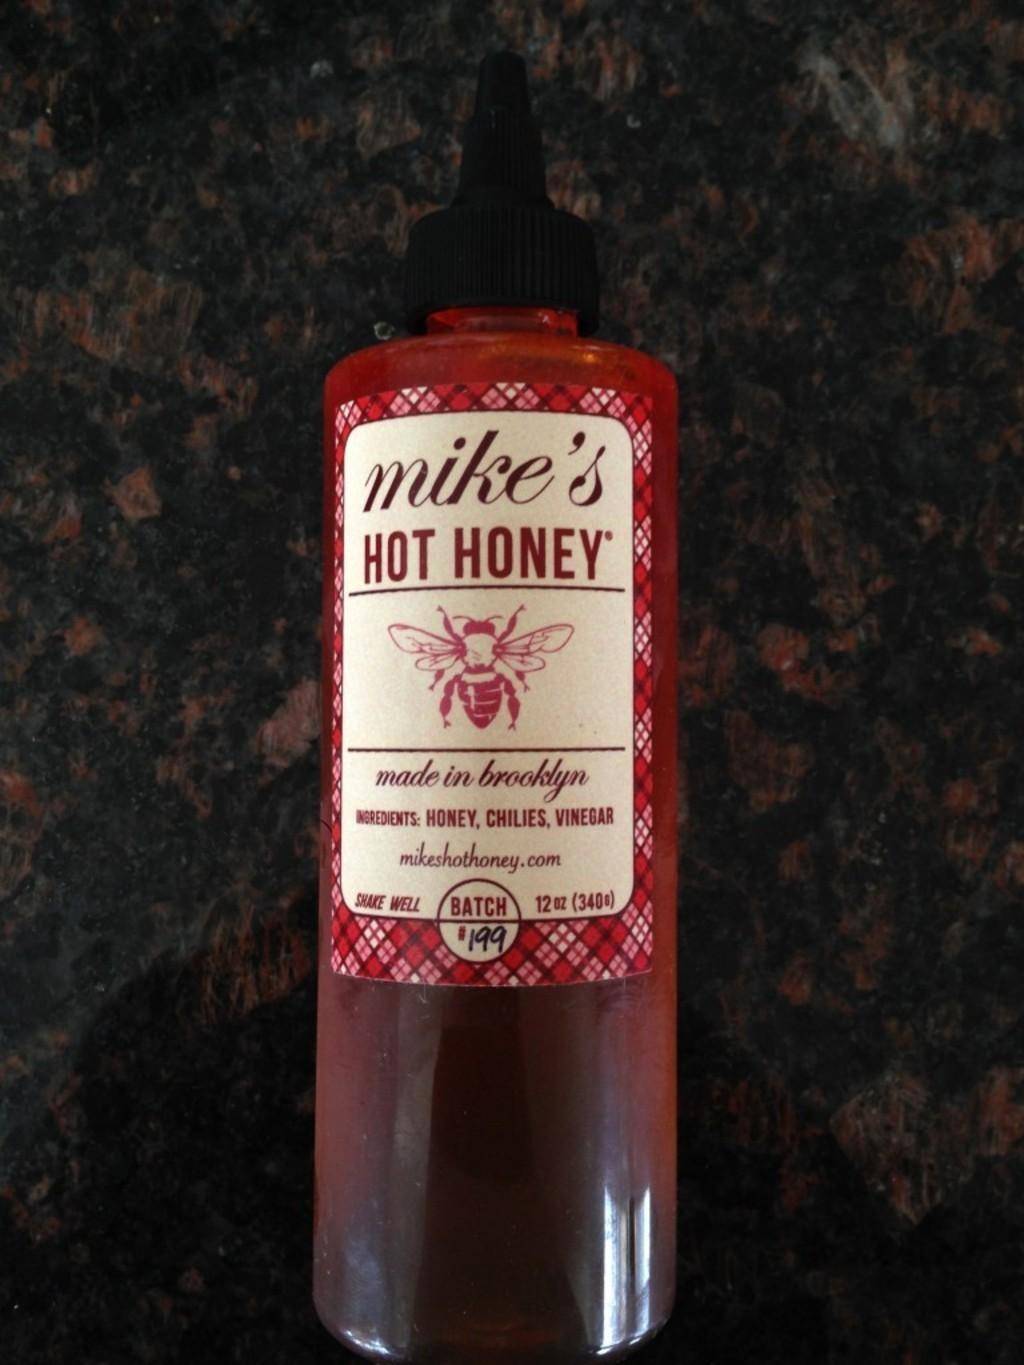 mike's
HOT HONEY®
made in brooklyn
INGREDIENTS: HONEY, CHILIES, VINEGAR
mikeshothoney.com
SHAKE WELL BATCH 12 OZ (340G)
#199